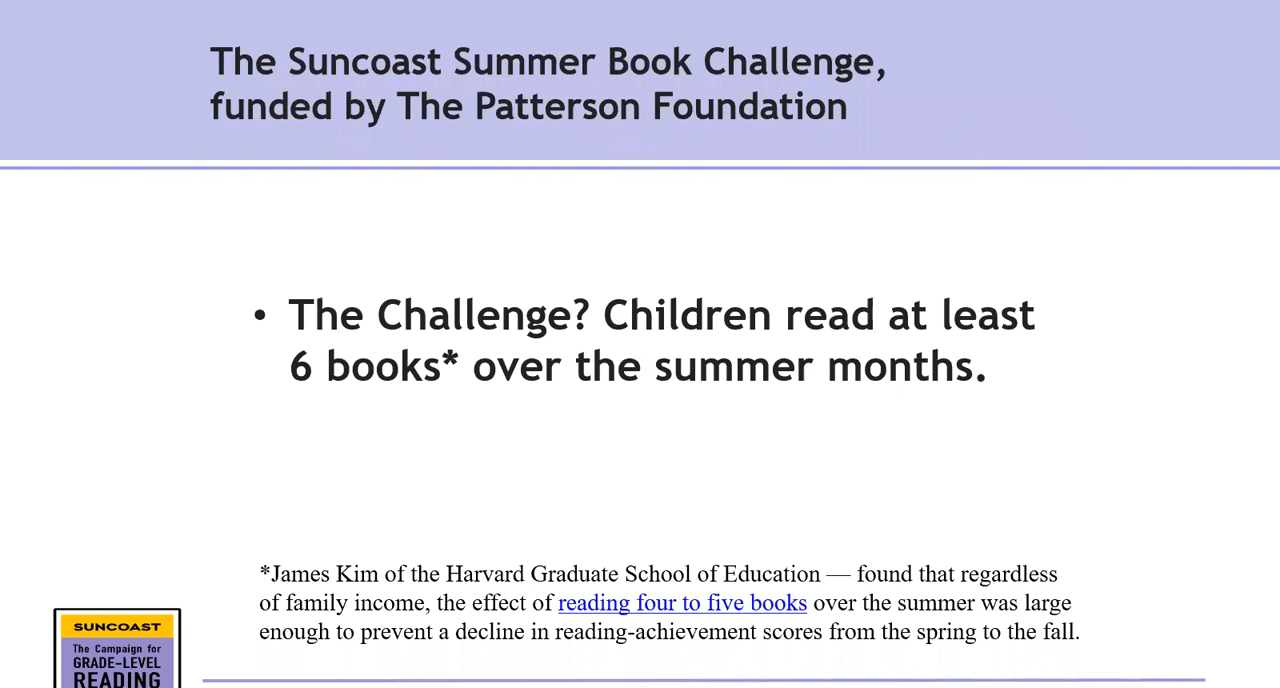 The Suncoast Summer Book Challenge,
funded by The Patterson Foundation
• The Challenge? Children read at least
6 books* over the summer months.
*James Kim of the Harvard Graduate School of Education — found that regardless
of family income, the effect of reading four to five books over the summer was large
enough to prevent a decline in reading-achievement scores from the spring to the fall.
SUNCOAST
The Campaign for
GRADE-LEVEL
READING